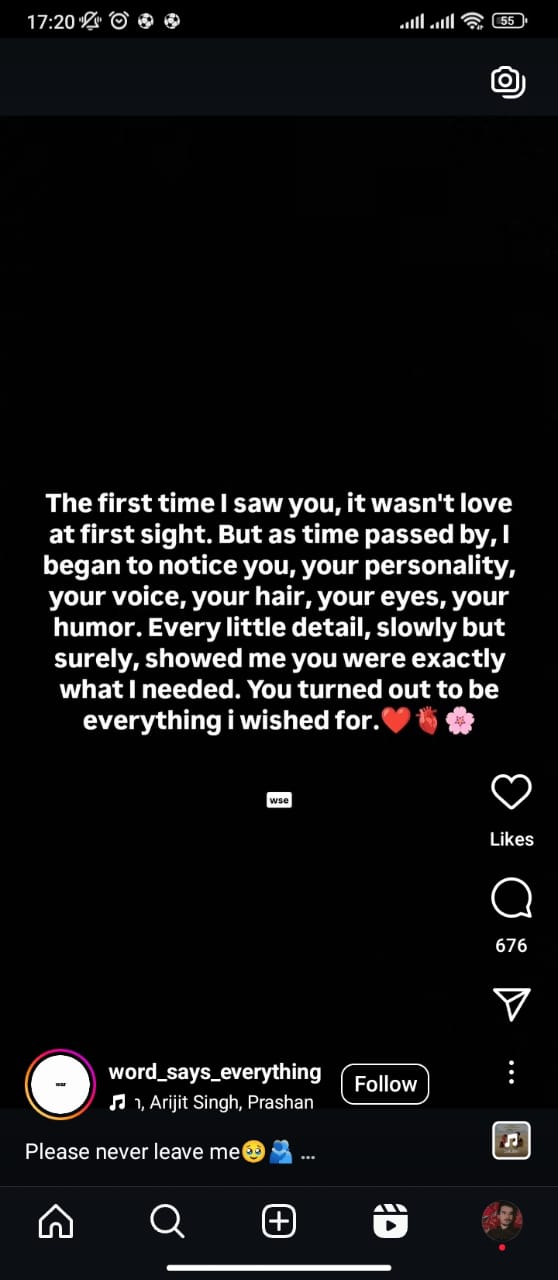 17:20
55
The first time I saw you, it wasn't love
at first sight. But as time passed by, I
began to notice you, your personality,
your voice, your hair, your eyes, your
humor. Every little detail, slowly but
surely, showed me you were exactly
what I needed. You turned out to be
everything i wished for.❤️🫀🌸
wse
Likes
676
word_says_everything
Follow
, Arijit Singh, Prashan
Please never leave me🥹🫂 ...